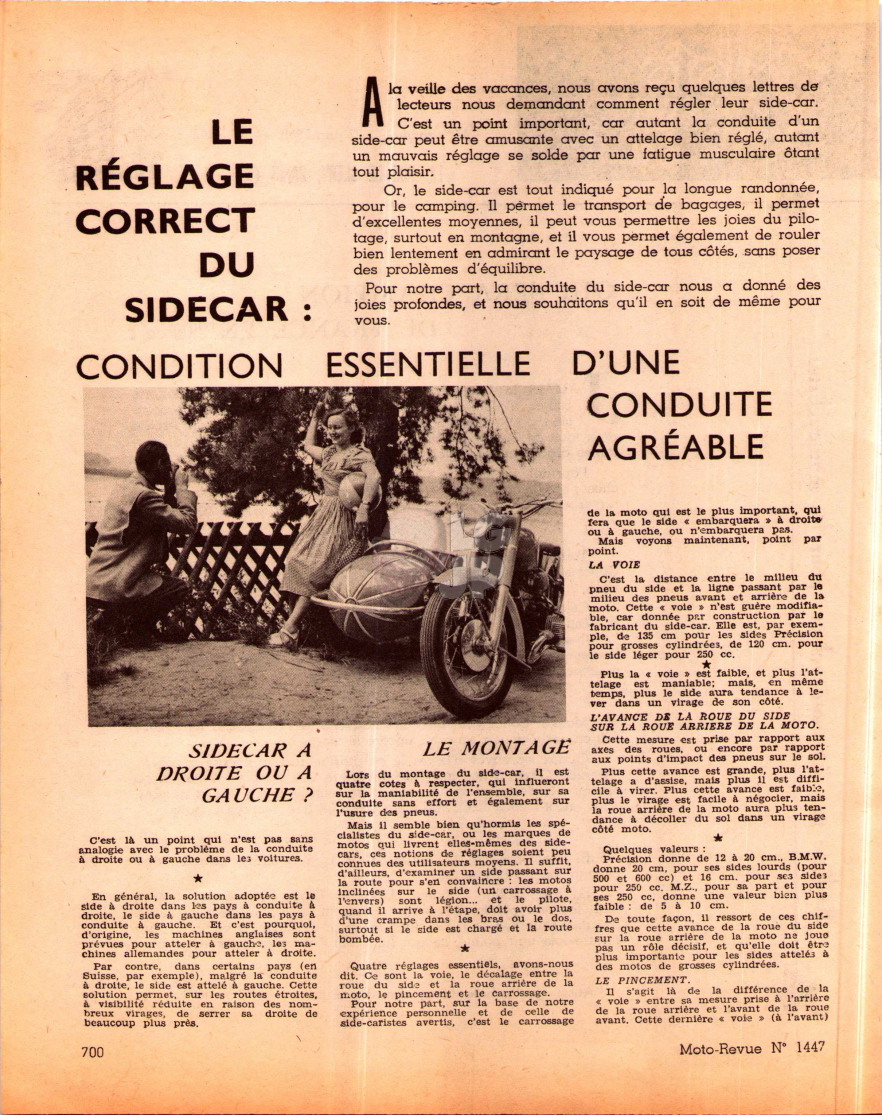 LE
RÉGLAGE
CORRECT
DU
SIDECAR :
A la veille des vacances, nous avons reçu quelques lettres de
lecteurs nous demandant comment régler leur side-car.
C'est un point important, car autant la conduite d'un
side-car peut être amusante avec un attelage bien réglé, autant
un mauvais réglage se solde par une fatigue musculaire ôtant
tout plaisir.
Or, le side-car est tout indiqué pour la longue randonnée,
pour le camping. Il permet le transport de bagages, il permet
d'excellentes moyennes, il peut vous permettre les joies du pilo-
tage, surtout en montagne, et il vous permet également de rouler
bien lentement en admirant le paysage de tous côtés, sans poser
des problèmes d'équilibre.
Pour notre part, la conduite du side-car nous a donné des
joies profondes, et nous souhaitons qu'il en soit de même pour
vous.
CONDITION ESSENTIELLE D'UNE
CONDUITE
AGRÉABLE
SIDECAR A
DROITE OU A
GAUCHE ?
C'est là un point qui n'est pas sans
analogie avec le problème de la conduite
à droite ou à gauche dans les voitures.
★
En général, la solution adoptée est le
side à droite dans les pays à conduite à
droite, le side à gauche dans les pays à
conduite à gauche. Et c'est pourquoi,
d'origine, les machines anglaises sont
prévues pour atteler à gauche, les ma-
chines allemandes pour atteler à droite.
Par contre, dans certains pays (en
Suisse, par exemple), malgré la conduite
à droite, le side est attelé à gauche. Cette
solution permet, sur les routes étroites,
à visibilité réduite en raison des nom-
breux virages, de serrer sa droite de
beaucoup plus près.
LE MONTAGE
Lors du montage du side-car, il est
quatre cotes à respecter, qui influeront
sur la maniabilité de l'ensemble, sur sa
conduite sans effort et également sur
l'usure des pneus.
Mais il semble bien qu'hormis les spé-
cialistes du side-car, ou les marques de
motos qui livrent elles-mêmes des side-
cars, ces notions de réglages soient peu
connues des utilisateurs moyens. Il suffit,
d'ailleurs, d'examiner un side passant sur
la route pour s'en convaincre : les motos
inclinées sur le side (un carrossage à
l'envers) sont légion... et le pilote,
quand il arrive à l'étape, doit avoir plus
d'une crampe dans les bras ou le dos,
surtout si le side est chargé et la route
bombée.
★
Quatre réglages essentiels, avons-nous
dit. Ce sont la voie, le décalage entre la
roue du side et la roue arrière de la
moto, le pincement et le carrossage.
Pour notre part, sur la base de notre
expérience personnelle et de celle de
side-caristes avertis, c'est le carrossage
de la moto qui est le plus important, qui
fera que le side « embarquera » à droite
ou à gauche, ou n'embarquera pas.
Mais voyons maintenant, point par
point.
LA VOIE
C'est la distance entre le milieu du
pneu du side et la ligne passant par le
milieu des pneus avant et arrière de la
moto. Cette « voie » n'est guère modifia-
ble, car donnée par construction par le
fabricant du side-car. Elle est, par exem-
ple, de 135 cm pour les sides Précision
pour grosses cylindrées, de 120 cm. pour
le side léger pour 250 cc.
★
Plus la « voie » est faible, et plus l'at-
telage est maniable; mais, en même
temps, plus le side aura tendance à le-
ver dans un virage de son côté.
L'AVANCE DE LA ROUE DU SIDE
SUR LA ROUE ARRIERE DE LA MOTO.
Cette mesure est prise par rapport aux
axes des roues, ou encore par rapport
aux points d'impact des pneus sur le sol.
Plus cette avance est grande, plus l'at-
telage a d'assise, mais plus il est diffi-
cile à virer. Plus cette avance est faible,
plus le virage est facile à négocier, mais
la roue arrière de la moto aura plus ten-
dance à décoller du sol dans un virage
côté moto.
★
Quelques valeurs :
Précision donne de 12 à 20 cm., B.M.W.
donne 20 cm, pour ses sides lourds (pour
500 et 600 cc) et 16 cm. pour ses sides
pour 250 cc. M.Z., pour sa part et pour
ses 250 cc, donne une valeur bien plus
faible : de 5 à 10 cm.
De toute façon, il ressort de ces chif-
fres que cette avance de la roue du side
sur la roue arrière de la moto ne joue
pas un rôle décisif, et qu'elle doit être
plus importante pour les sides attelés à
des motos de grosses cylindrées.
LE PINCEMENT.
Il s'agit là de la différence de la
« voie » entre sa mesure prise à l'arrière
de la roue arrière et l'avant de la roue
avant. Cette dernière « voie » (à l'avant)
700
Moto-Revue N° 1447